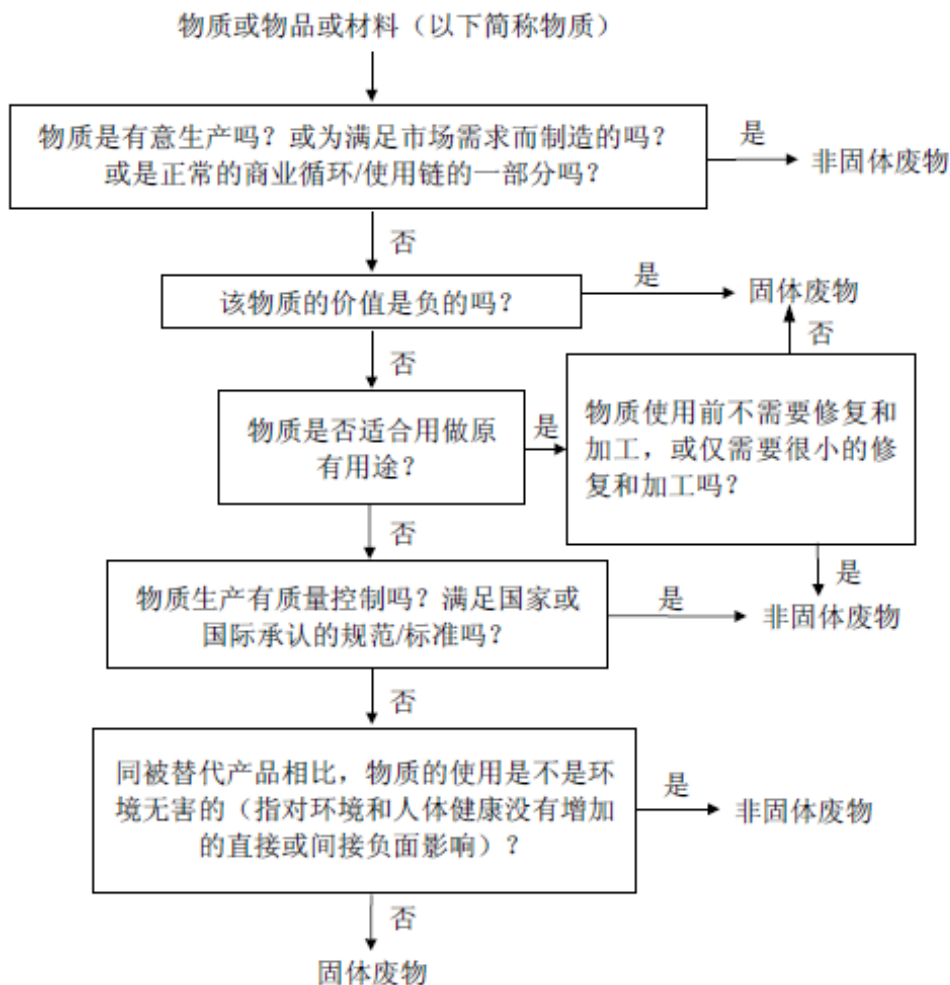 物质或物品或材料（以下简称物质）
物质是有意生产吗？或为满足市场需求而制造的吗？
或是正常的商业循环/使用链的一部分吗？
是
非固体废物
否
该物质的价值是负的吗？
是
固体废物
否
否
物质是否适合用做原
有用途？
是
物质使用前不需要修复和
加工，或仅需要很小的修
复和加工吗？
否
是
物质生产有质量控制吗？满足国家或
国际承认的规范/标准吗？
是
非固体废物
否
同被替代产品相比，物质的使用是不是环
境无害的（指对环境和人体健康没有增加
的直接或间接负面影响）？
是
非固体废物
否
固体废物